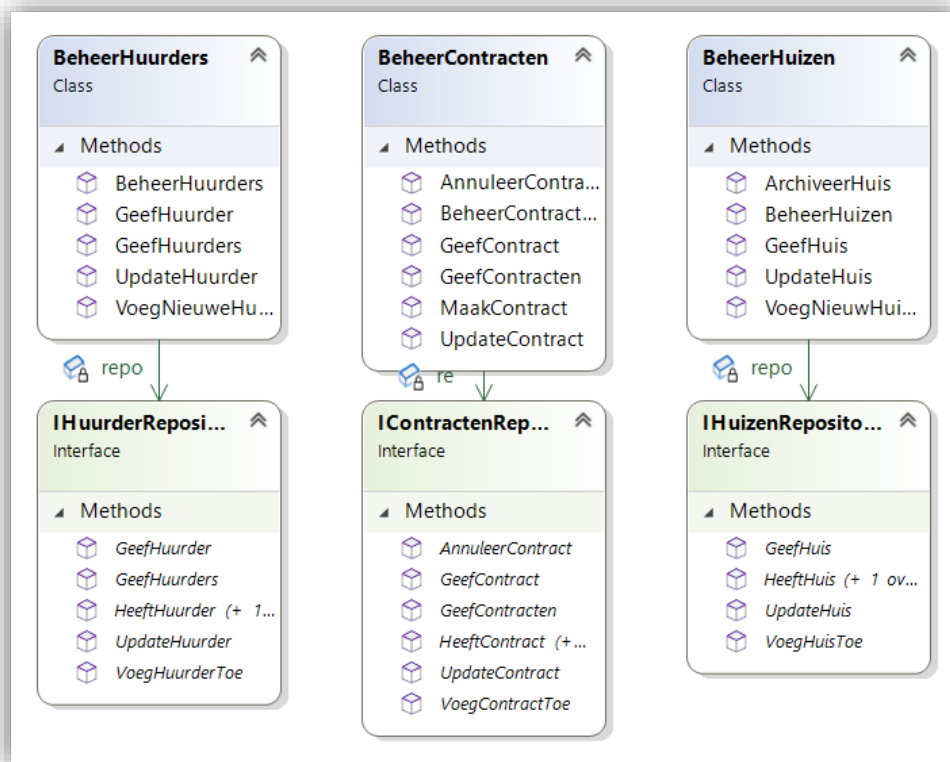 BeheerHuurders
Class
Methods
BeheerHuurders
GeefHuurder
GeefHuurders
UpdateHuurder
VoegNieuweHu...
repo
IHuurderReposi...
Interface
Methods
GeefHuurder
GeefHuurders
HeeftHuurder (+ 1...
UpdateHuurder
VoegHuurderToe
BeheerContracten
Class
Methods
AnnuleerContra...
BeheerContract...
GeefContract
GeefContracten
MaakContract
UpdateContract
re
IContractenRep...
Interface
Methods
AnnuleerContract
GeefContract
GeefContracten
HeeftContract (+...
UpdateContract
VoegContractToe
BeheerHuizen
Class
Methods
ArchiveerHuis
BeheerHuizen
GeefHuis
UpdateHuis
VoegNieuwHui...
repo
IHuizenReposito...
Interface
Methods
GeefHuis
HeeftHuis (+ 1 ov...
UpdateHuis
VoegHuisToe